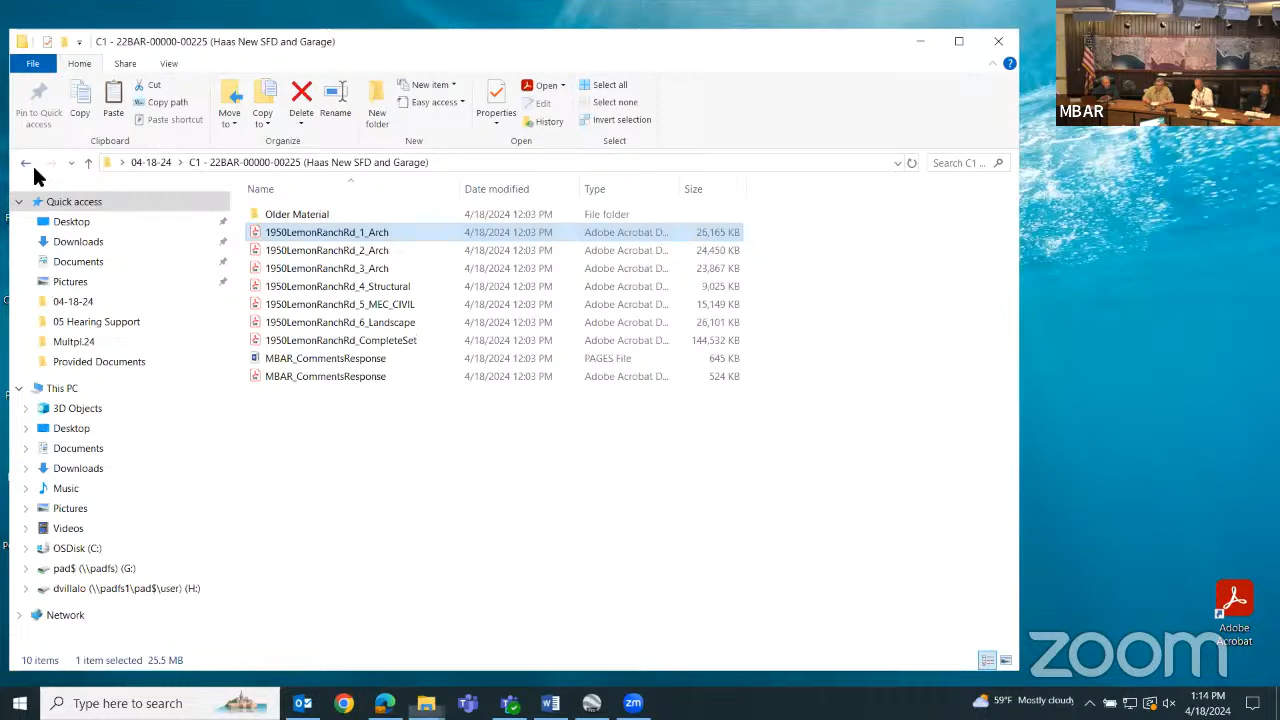 C1 - 22BAR-00000-00225 (Haas New SFD and Garage)
File Home Share View
Pin to Quick access
Copy
Paste
Cut
Copy path
Paste shortcut
Clipboard
Move to
Copy to
Delete
Rename
Organize
New folder
New item
Easy access
New
Properties
Open
Edit
History
Open
Select all
Select none
Invert selection
Select
04-18-24 > C1 - 22BAR-00000-00225 (Haas New SFD and Garage)
Search C1 ...
Name Date modified Type Size
Older Material 4/18/2024 12:03 PM File folder
1950LemonRanchRd_1_Arch 4/18/2024 12:03 PM Adobe Acrobat D... 26,165 KB
1950LemonRanchRd_2_Arch 4/18/2024 12:03 PM Adobe Acrobat D... 24,450 KB
1950LemonRanchRd_3_Arch 4/18/2024 12:03 PM Adobe Acrobat D... 23,867 KB
1950LemonRanchRd_4_Structural 4/18/2024 12:03 PM Adobe Acrobat D... 9,025 KB
1950LemonRanchRd_5_MEC_CIVIL 4/18/2024 12:03 PM Adobe Acrobat D... 15,149 KB
1950LemonRanchRd_6_Landscape 4/18/2024 12:03 PM Adobe Acrobat D... 26,101 KB
1950LemonRanchRd_CompleteSet 4/18/2024 12:03 PM Adobe Acrobat D... 144,532 KB
MBAR_CommentsResponse 4/18/2024 12:03 PM PAGES File 645 KB
MBAR_CommentsResponse 4/18/2024 12:03 PM Adobe Acrobat D... 524 KB
Quick access
Desktop
Downloads
Documents
Pictures
04-18-24
05 Hearing Support
Multpl.24
Provided Documents
This PC
3D Objects
Desktop
Documents
Downloads
Music
Pictures
Videos
OSDisk (C:)
pad$ (\\padfs) (G:)
dvillalo (\\padfs1\pad$\user) (H:)
Network
10 items 1 item selected 25.5 MB
MBAR
Adobe Acrobat
zoom
Type here to search
59°F Mostly cloudy
1:14 PM
4/18/2024